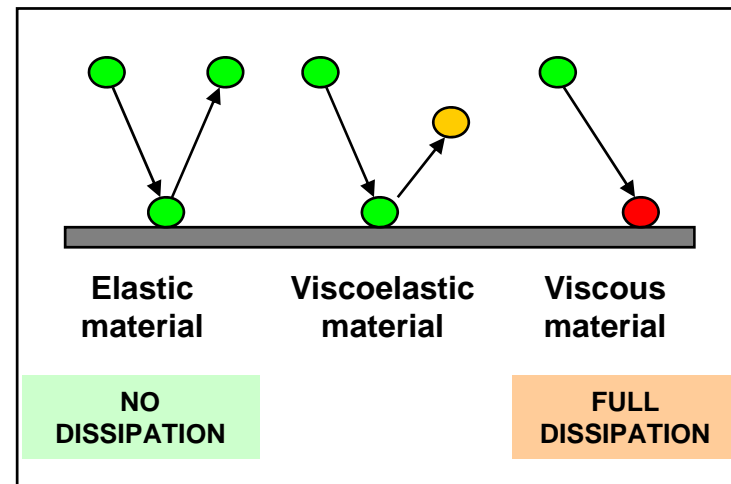 Elastic
material
Viscoelastic
material
Viscous
material
NO
DISSIPATION
FULL
DISSIPATION